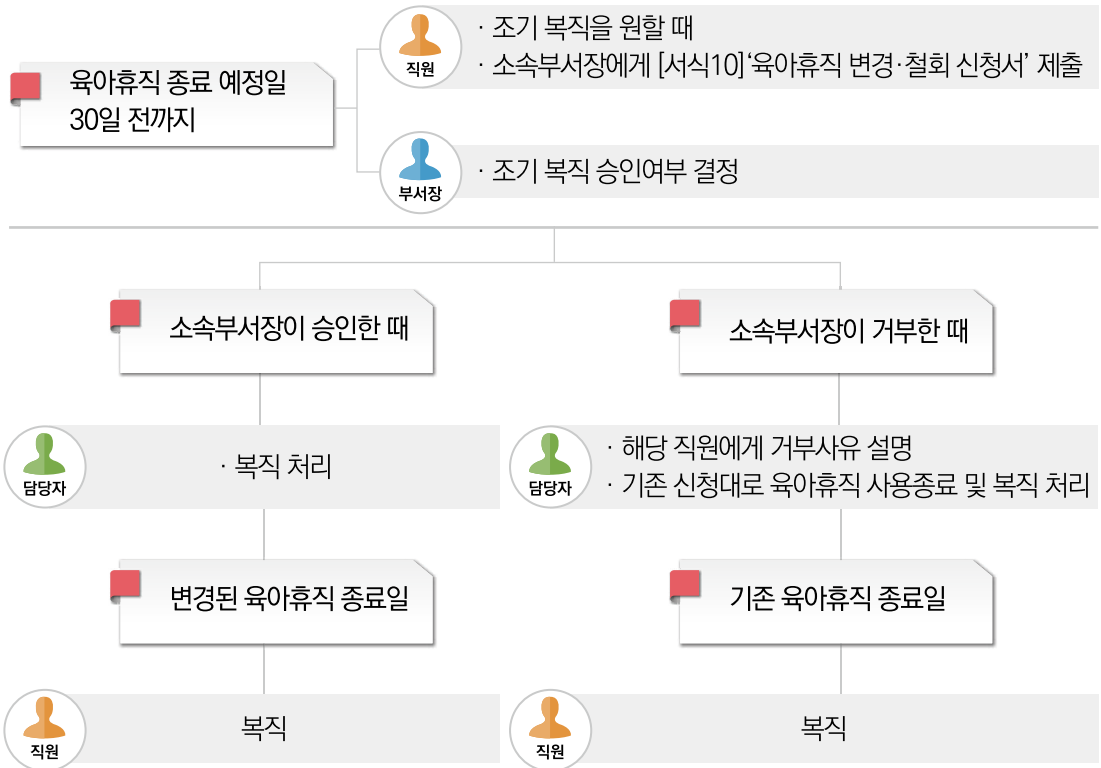 육아휴직 종료 예정일
30일 전까지
직원
· 조기 복직을 원할 때
· 소속부서장에게 [서식10]‘육아휴직 변경·철회 신청서’ 제출
부서장
· 조기 복직 승인여부 결정
소속부서장이 승인한 때
소속부서장이 거부한 때
담당자
· 복직 처리
담당자
· 해당 직원에게 거부사유 설명
· 기존 신청대로 육아휴직 사용종료 및 복직 처리
변경된 육아휴직 종료일
기존 육아휴직 종료일
직원
복직
직원
복직